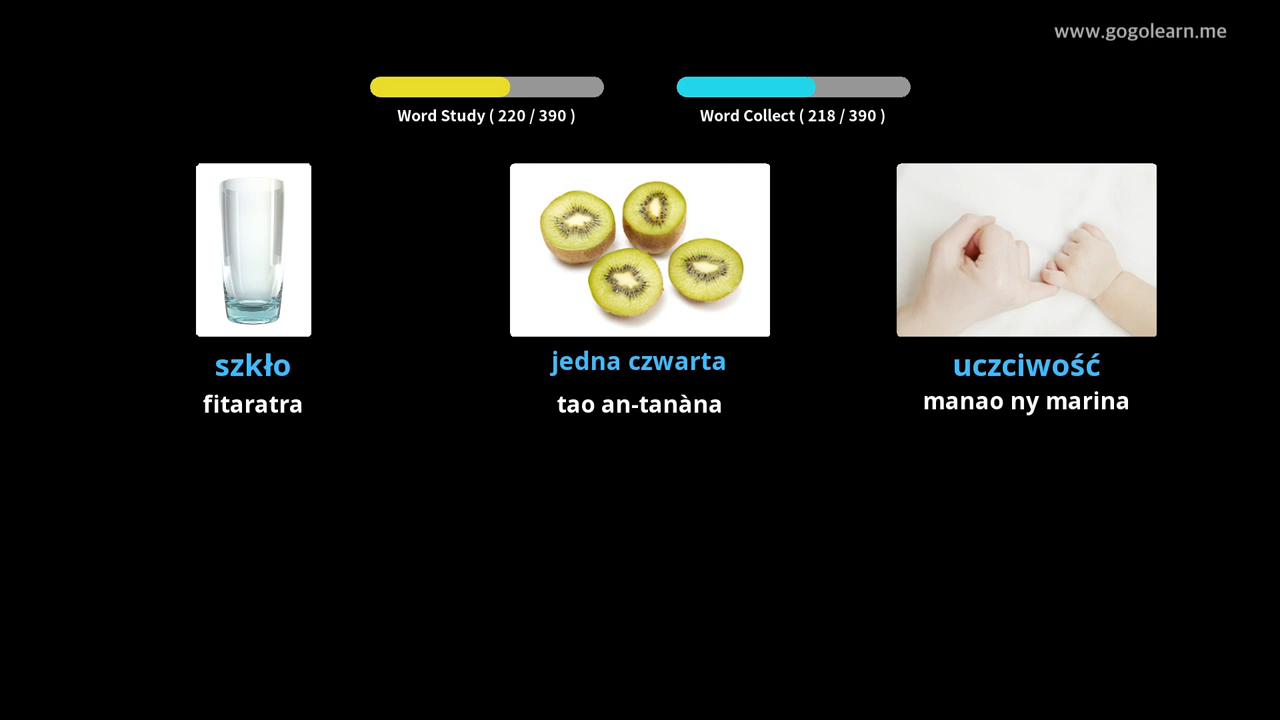 www.gogolearn.me
Word Study ( 220 / 390 )
Word Collect ( 218 / 390 )
szkło
jedna czwarta
uczciwość
fitaratra
tao an-tanàna
manao ny marina